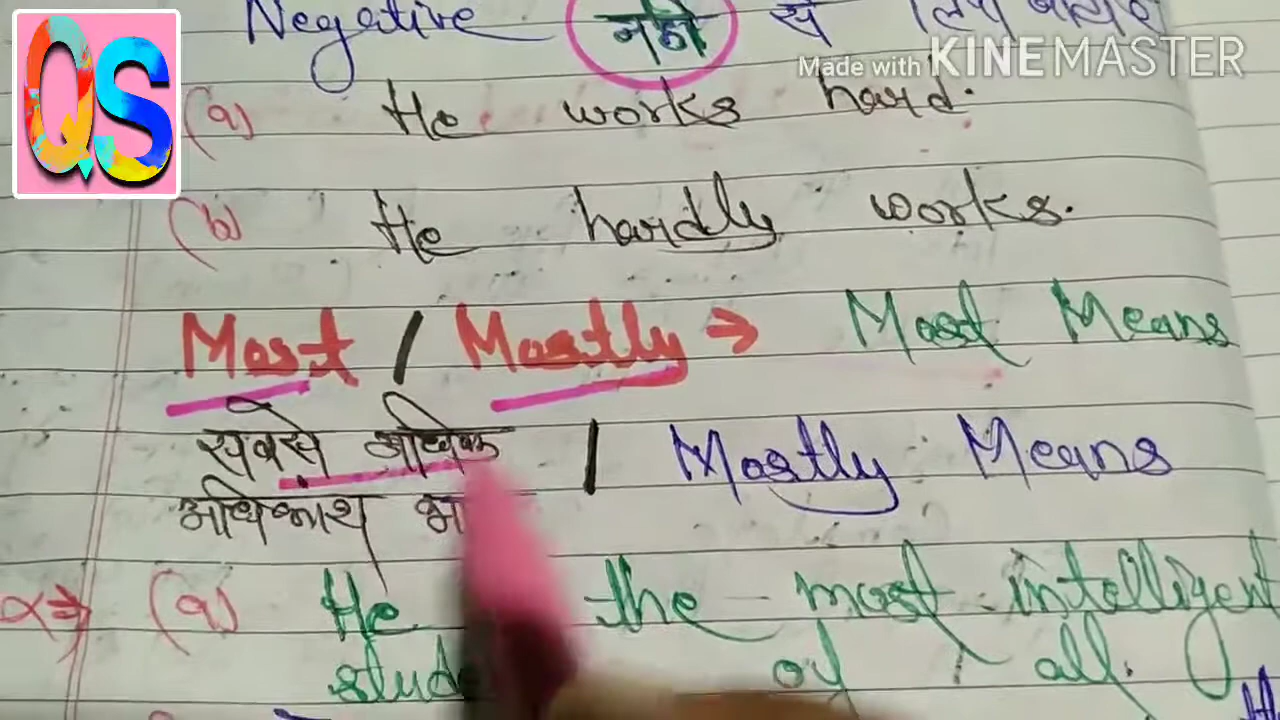 Negative नहीं से
Made with KINEMASTER
QS
(a) He works hard.
(b) He hardly works.
Most / Mostly → Most Means
सबसे अधिक / Mostly Means
अधिकांश
(a) He the most intelligent
of all.